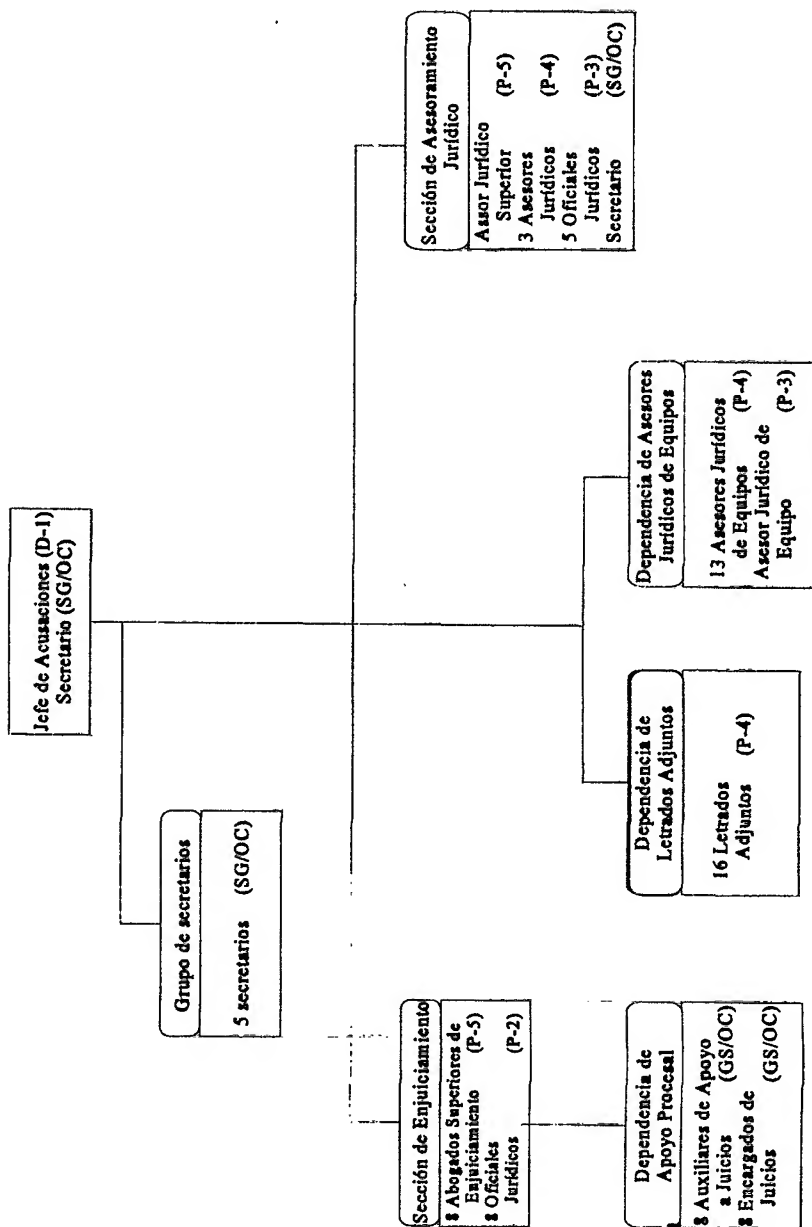 Jefe de Acusaciones (D-1)
Secretario (SG/OC)
Grupo de secretarios
5 secretarios (SG/OC)
Sección de Enjuiciamiento
8 Abogados Superiores de
Enjuiciamiento (P-5)
8 Oficiales
Jurídicos (P-2)
Dependencia de
Apoyo Procesal
8 Auxiliares de Apoyo
a Juicios (GS/OC)
8 Encargados de
Juicios (GS/OC)
Dependencia de
Letrados Adjuntos
16 Letrados
Adjuntos (P-4)
Dependencia de Asesores
Jurídicos de Equipos
13 Asesores Jurídicos
de Equipos (P-4)
Asesor Jurídico de
Equipo (P-3)
Sección de Asesoramiento
Jurídico
Assor Jurídico
Superior (P-5)
3 Asesores
Jurídicos (P-4)
5 Oficiales
Jurídicos (P-3)
Secretario (SG/OC)